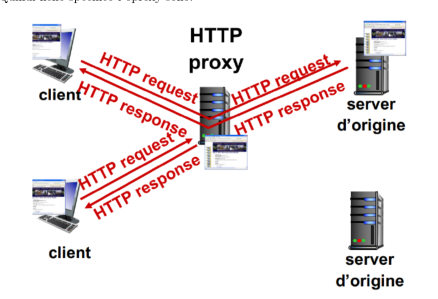 HTTP
proxy
client
HTTP request
HTTP response
HTTP request
HTTP response
server
d'origine
HTTP request
HTTP response
client
server
d'origine